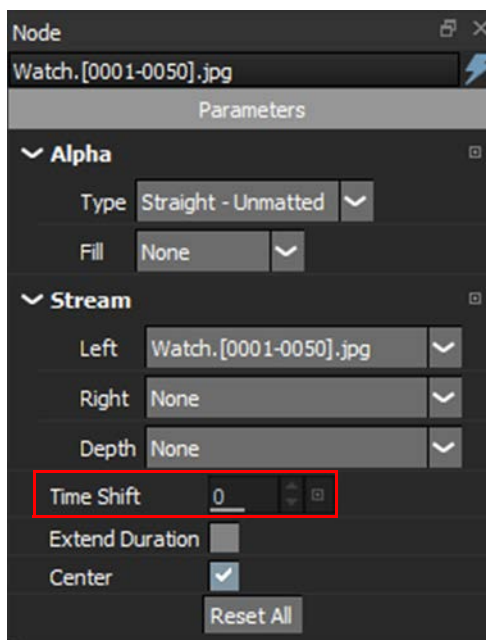 Node
Watch.[0001-0050].jpg
Parameters
Alpha
Type Straight - Unmatted
Fill None
Stream
Left Watch.[0001-0050].jpg
Right None
Depth None
Time Shift 0
Extend Duration
Center
Reset All